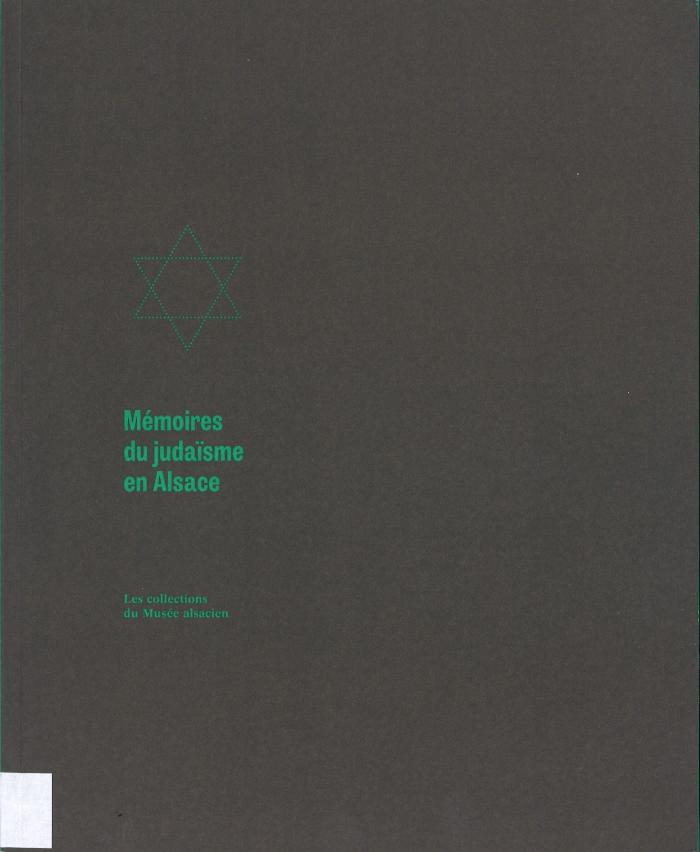 Mémoires
du judaïsme
en Alsace
Les collections
du Musée alsacien